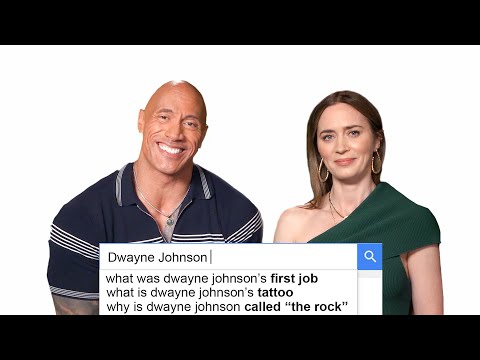 Dwayne Johnson
what was dwayne johnson's first job
what is dwayne johnson's tattoo
why is dwayne johnson called "the rock"